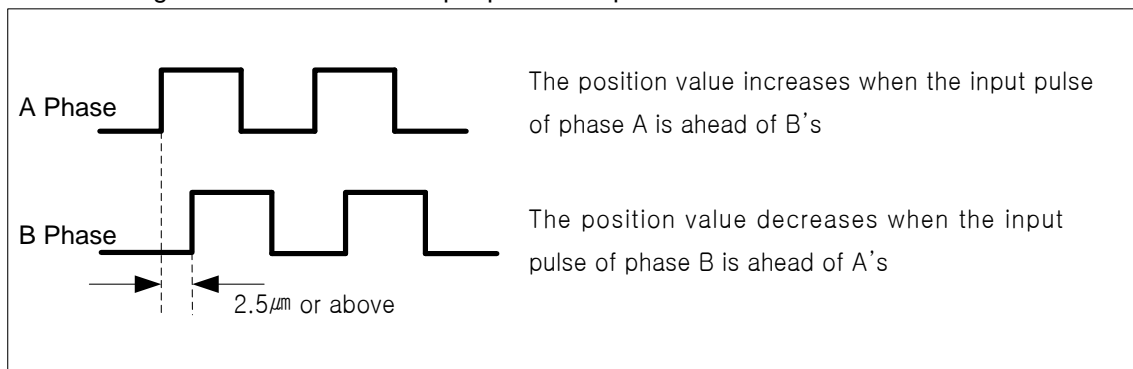 The position value increases when the input pulse
of phase A is ahead of B's
A Phase
The position value decreases when the input
pulse of phase B is ahead of A's
B Phase
2.5㎛ or above